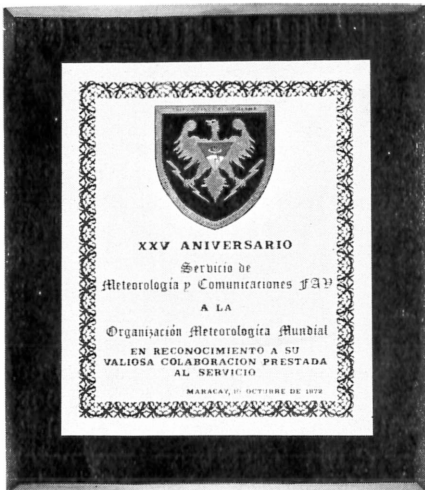 XXV ANIVERSARIO
Servicio de
Meteorología y Comunicaciones FAV
A LA
Organización Meteorologica Mundial
EN RECONOCIMIENTO A SU
VALIOSA COLABORACION PRESTADA
AL SERVICIO
MARACAY, OCTUBRE DE 1972